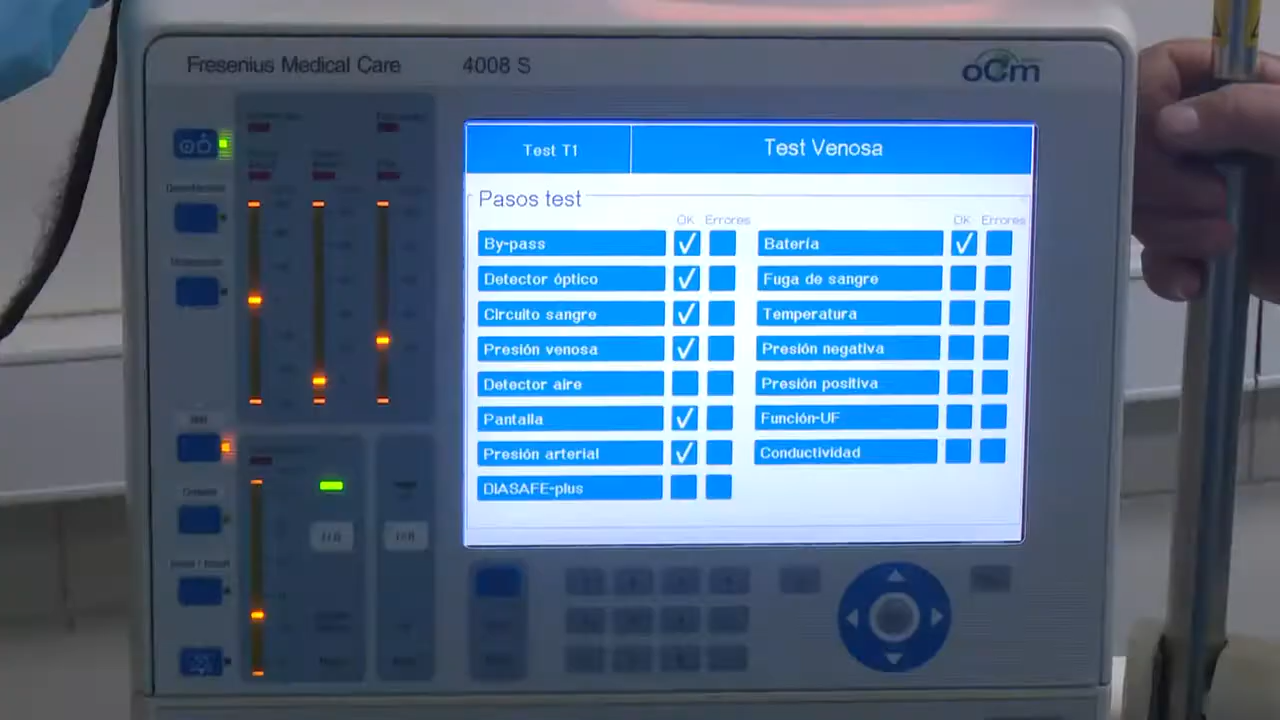 Fresenius Medical Care 4008 S
oCm
Test T1 Test Venosa
Pasos test
OK Errores OK Errores
By-pass Batería
Detector óptico Fuga de sangre
Circuito sangre Temperatura
Presión venosa Presión negativa
Detector aire Presión positiva
Pantalla Función-UF
Presión arterial Conductividad
DIASAFE-plus